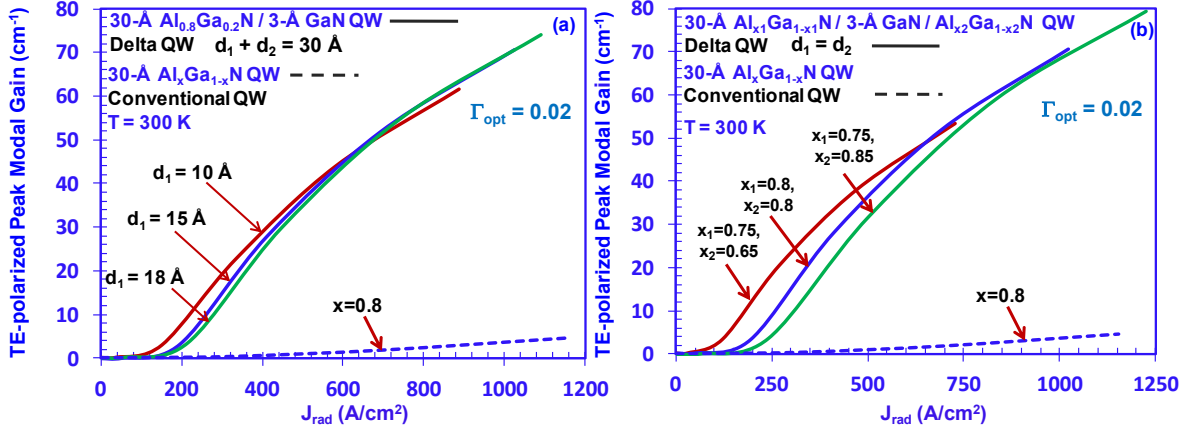 30-Å Al0.8Ga0.2N / 3-Å GaN QW
(a)
Delta QW d1 + d2 = 30 Å
30-Å AlxGa1-xN QW
Conventional QW
T = 300 K
Γopt = 0.02
d1 = 10 Å
d1 = 15 Å
d1 = 18 Å
x=0.8
TE-polarized Peak Modal Gain (cm-1)
80
70
60
50
40
30
20
10
0
0 200 400 600 800 1000 1200
Jrad (A/cm2)
30-Å Alx1Ga1-x1N / 3-Å GaN / Alx2Ga1-x2N QW
(b)
Delta QW d1 = d2
30-Å AlxGa1-xN QW
Conventional QW
T = 300 K
Γopt = 0.02
x1=0.75,
x2=0.85
x1=0.8,
x2=0.8
x1=0.75,
x2=0.65
x=0.8
TE-polarized Peak Modal Gain (cm-1)
80
70
60
50
40
30
20
10
0
0 250 500 750 1000 1250
Jrad (A/cm2)